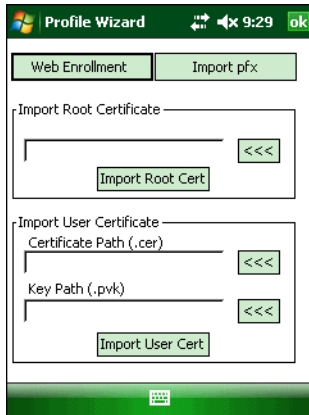 Profile Wizard 9:29 ok
Web Enrollment Import pfx
Import Root Certificate
<<<
Import Root Cert
Import User Certificate
Certificate Path (.cer)
<<<
Key Path (.pvk)
<<<
Import User Cert